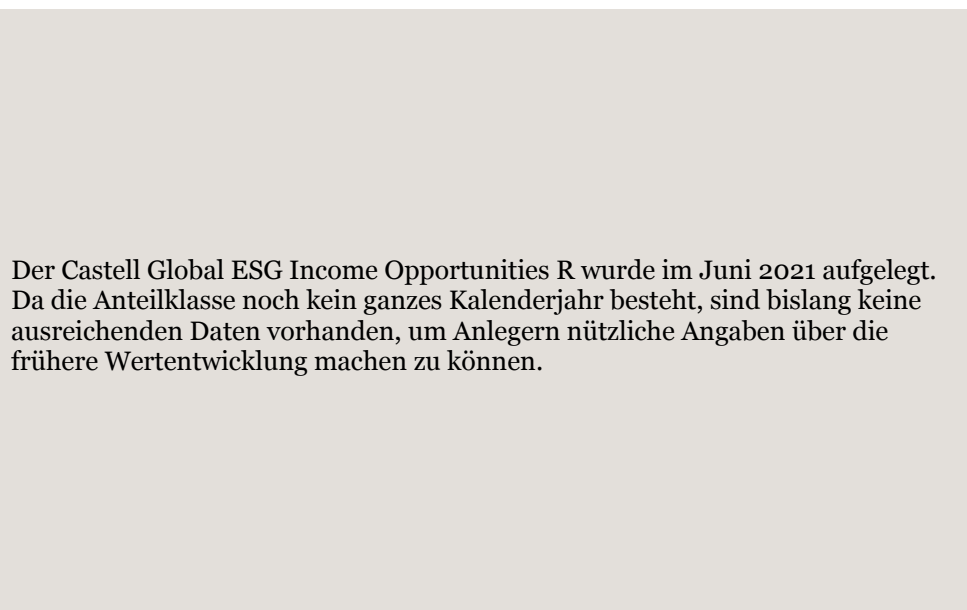 Der Castell Global ESG Income Opportunities R wurde im Juni 2021 aufgelegt.
Da die Anteilklasse noch kein ganzes Kalenderjahr besteht, sind bislang keine
ausreichenden Daten vorhanden, um Anlegern nützliche Angaben über die
frühere Wertentwicklung machen zu können.